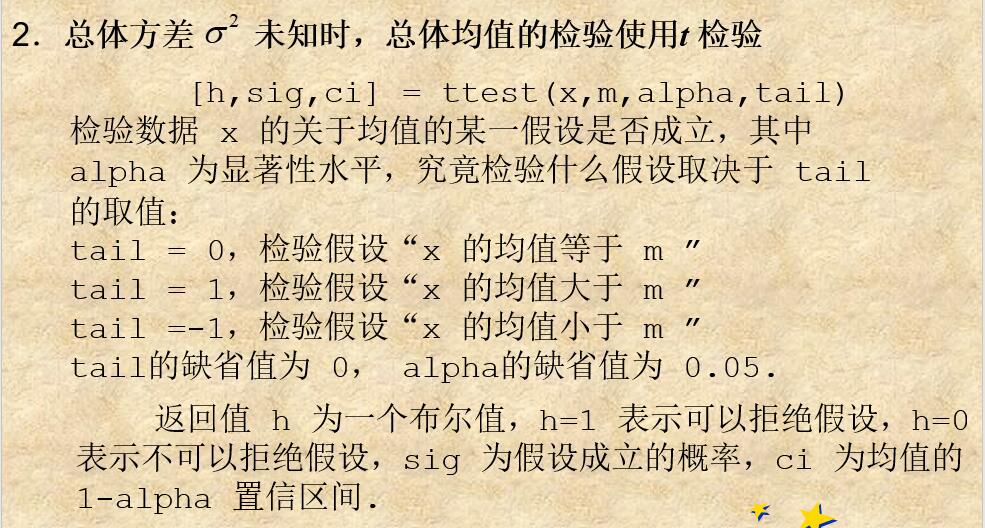 2．总体方差 σ² 未知时，总体均值的检验使用t 检验
[h,sig,ci] = ttest(x,m,alpha,tail)
检验数据 x 的关于均值的某一假设是否成立，其中
alpha 为显著性水平，究竟检验什么假设取决于 tail
的取值：
tail = 0，检验假设“x 的均值等于 m ”
tail = 1，检验假设“x 的均值大于 m ”
tail =-1，检验假设“x 的均值小于 m ”
tail的缺省值为 0， alpha的缺省值为 0.05．
返回值 h 为一个布尔值，h=1 表示可以拒绝假设，h=0
表示不可以拒绝假设，sig 为假设成立的概率，ci 为均值的
1-alpha 置信区间．